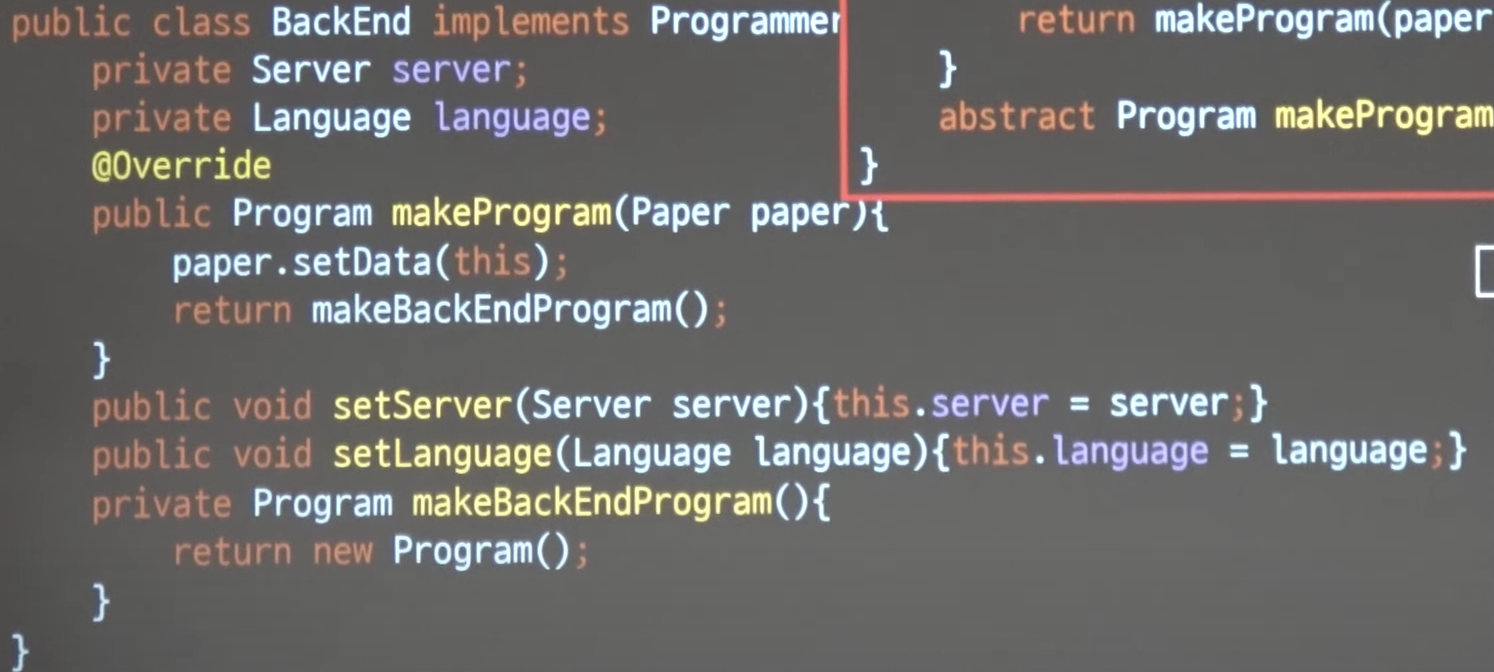 public class BackEnd implements Programmer
    private Server server;
    private Language language;
    @Override
    public Program makeProgram(Paper paper){
        paper.setData(this);
        return makeBackEndProgram();
    }
    public void setServer(Server server){this.server = server;}
    public void setLanguage(Language language){this.language = language;}
    private Program makeBackEndProgram(){
        return new Program();
    }
}
        return makeProgram(paper
    }
    abstract Program makeProgram
}